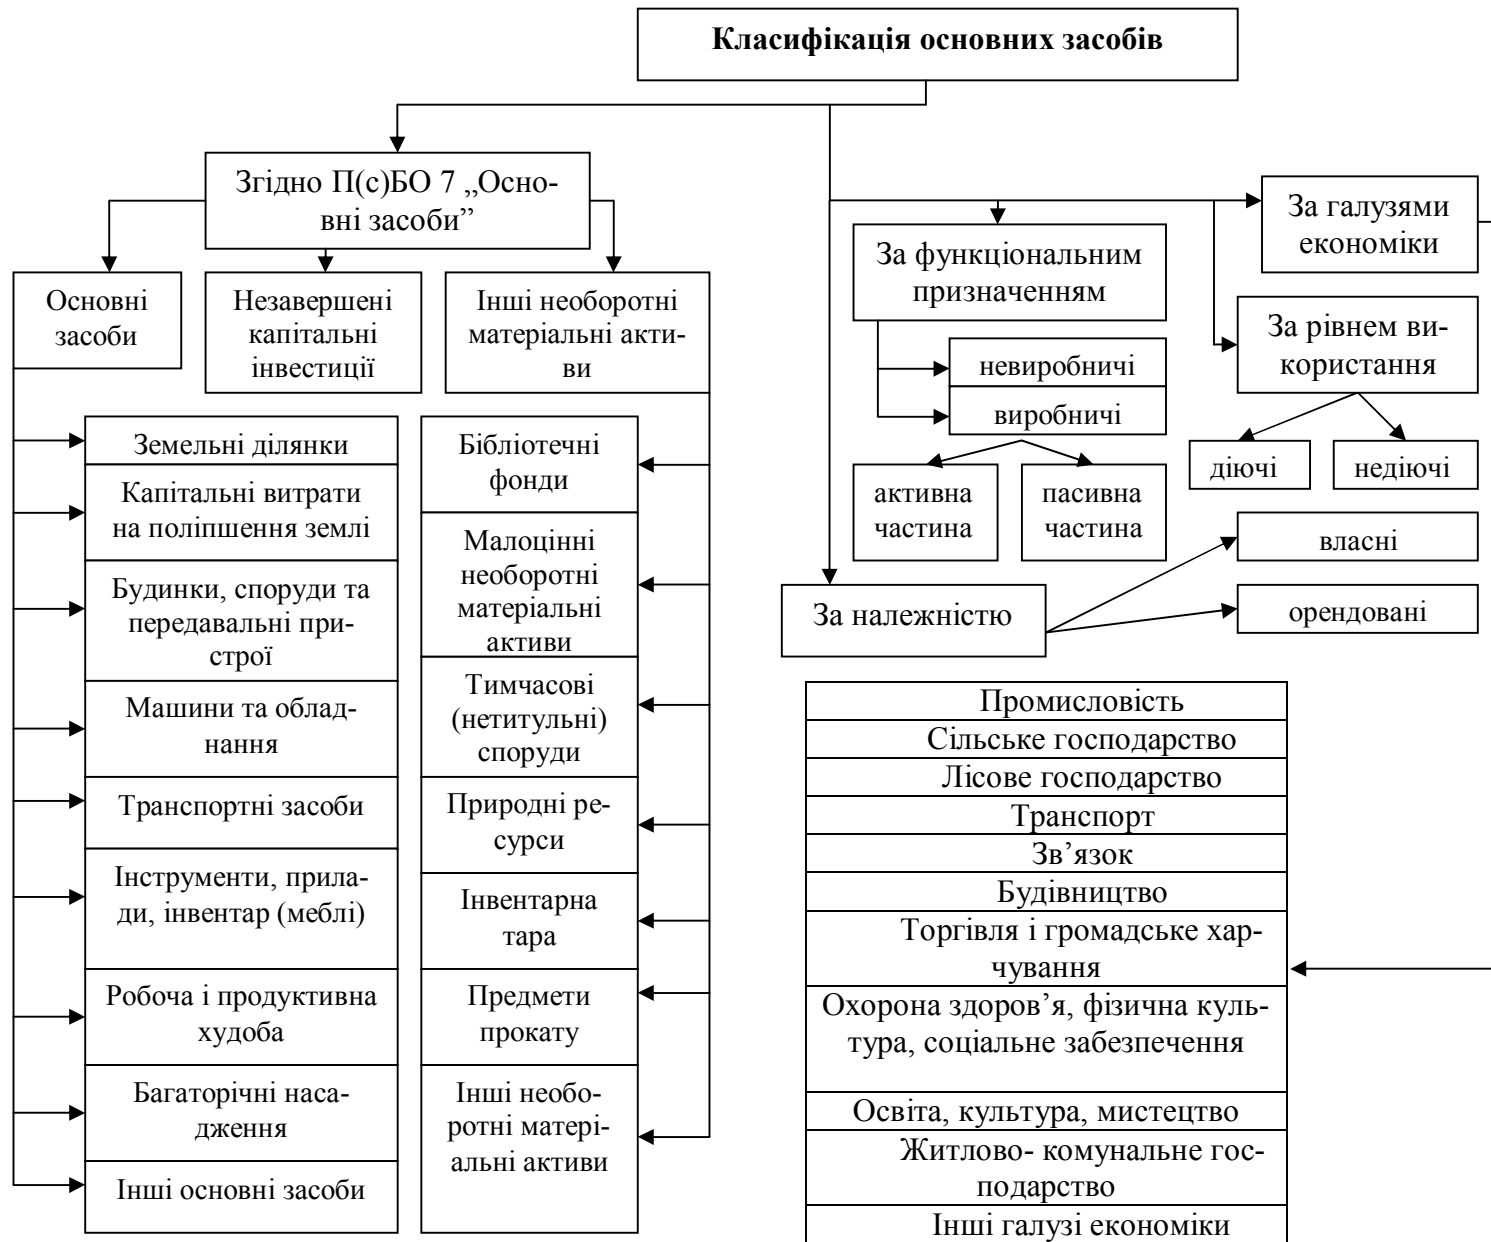 Класифікація основних засобів
Згідно П(с)БО 7 „Осно-
вні засоби”
За галузями
економіки
За функціональним
призначенням
Основні
засоби
Незавершені
капітальні
інвестиції
Інші необоротні
матеріальні акти-
ви
За рівнем ви-
користання
невиробничі
виробничі
діючі
недіючі
активна
частина
пасивна
частина
власні
орендовані
За належністю
Земельні ділянки
Капітальні витрати
на поліпшення землі
Будинки, споруди та
передавальні при-
строї
Машини та облад-
нання
Транспортні засоби
Інструменти, прила-
ди, інвентар (меблі)
Робоча і продуктивна
худоба
Багаторічні наса-
дження
Інші основні засоби
Бібліотечні
фонди
Малоцінні
необоротні
матеріальні
активи
Тимчасові
(нетитульні)
споруди
Природні ре-
сурси
Інвентарна
тара
Предмети
прокату
Інші необо-
ротні матері-
альні активи
Промисловість
Сільське господарство
Лісове господарство
Транспорт
Зв’язок
Будівництво
Торгівля і громадське хар-
чування
Охорона здоров’я, фізична куль-
тура, соціальне забезпечення
Освіта, культура, мистецтво
Житлово- комунальне гос-
подарство
Інші галузі економіки